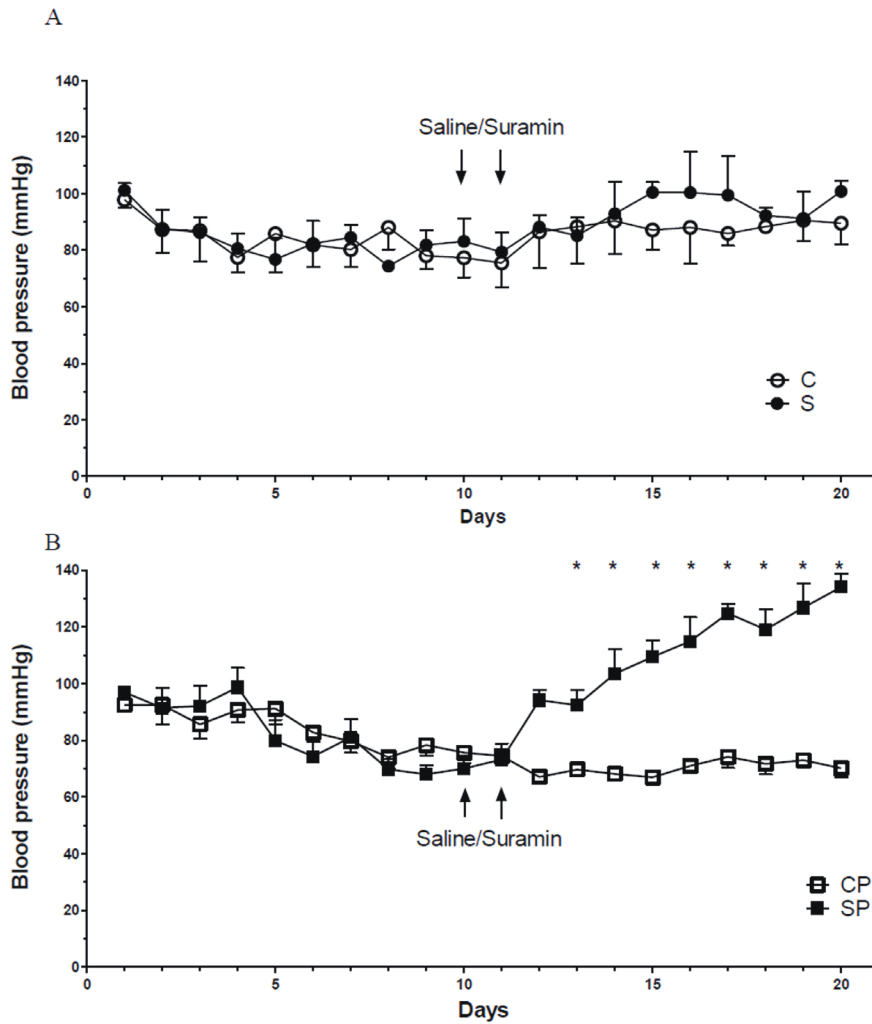 A
Blood pressure (mmHg)
140
120
100
80
60
40
20
0
Saline/Suramin
C
S
0 5 10 15 20
Days
B
Blood pressure (mmHg)
140
120
100
80
60
40
20
0
* * * * * * * *
Saline/Suramin
CP
SP
0 5 10 15 20
Days